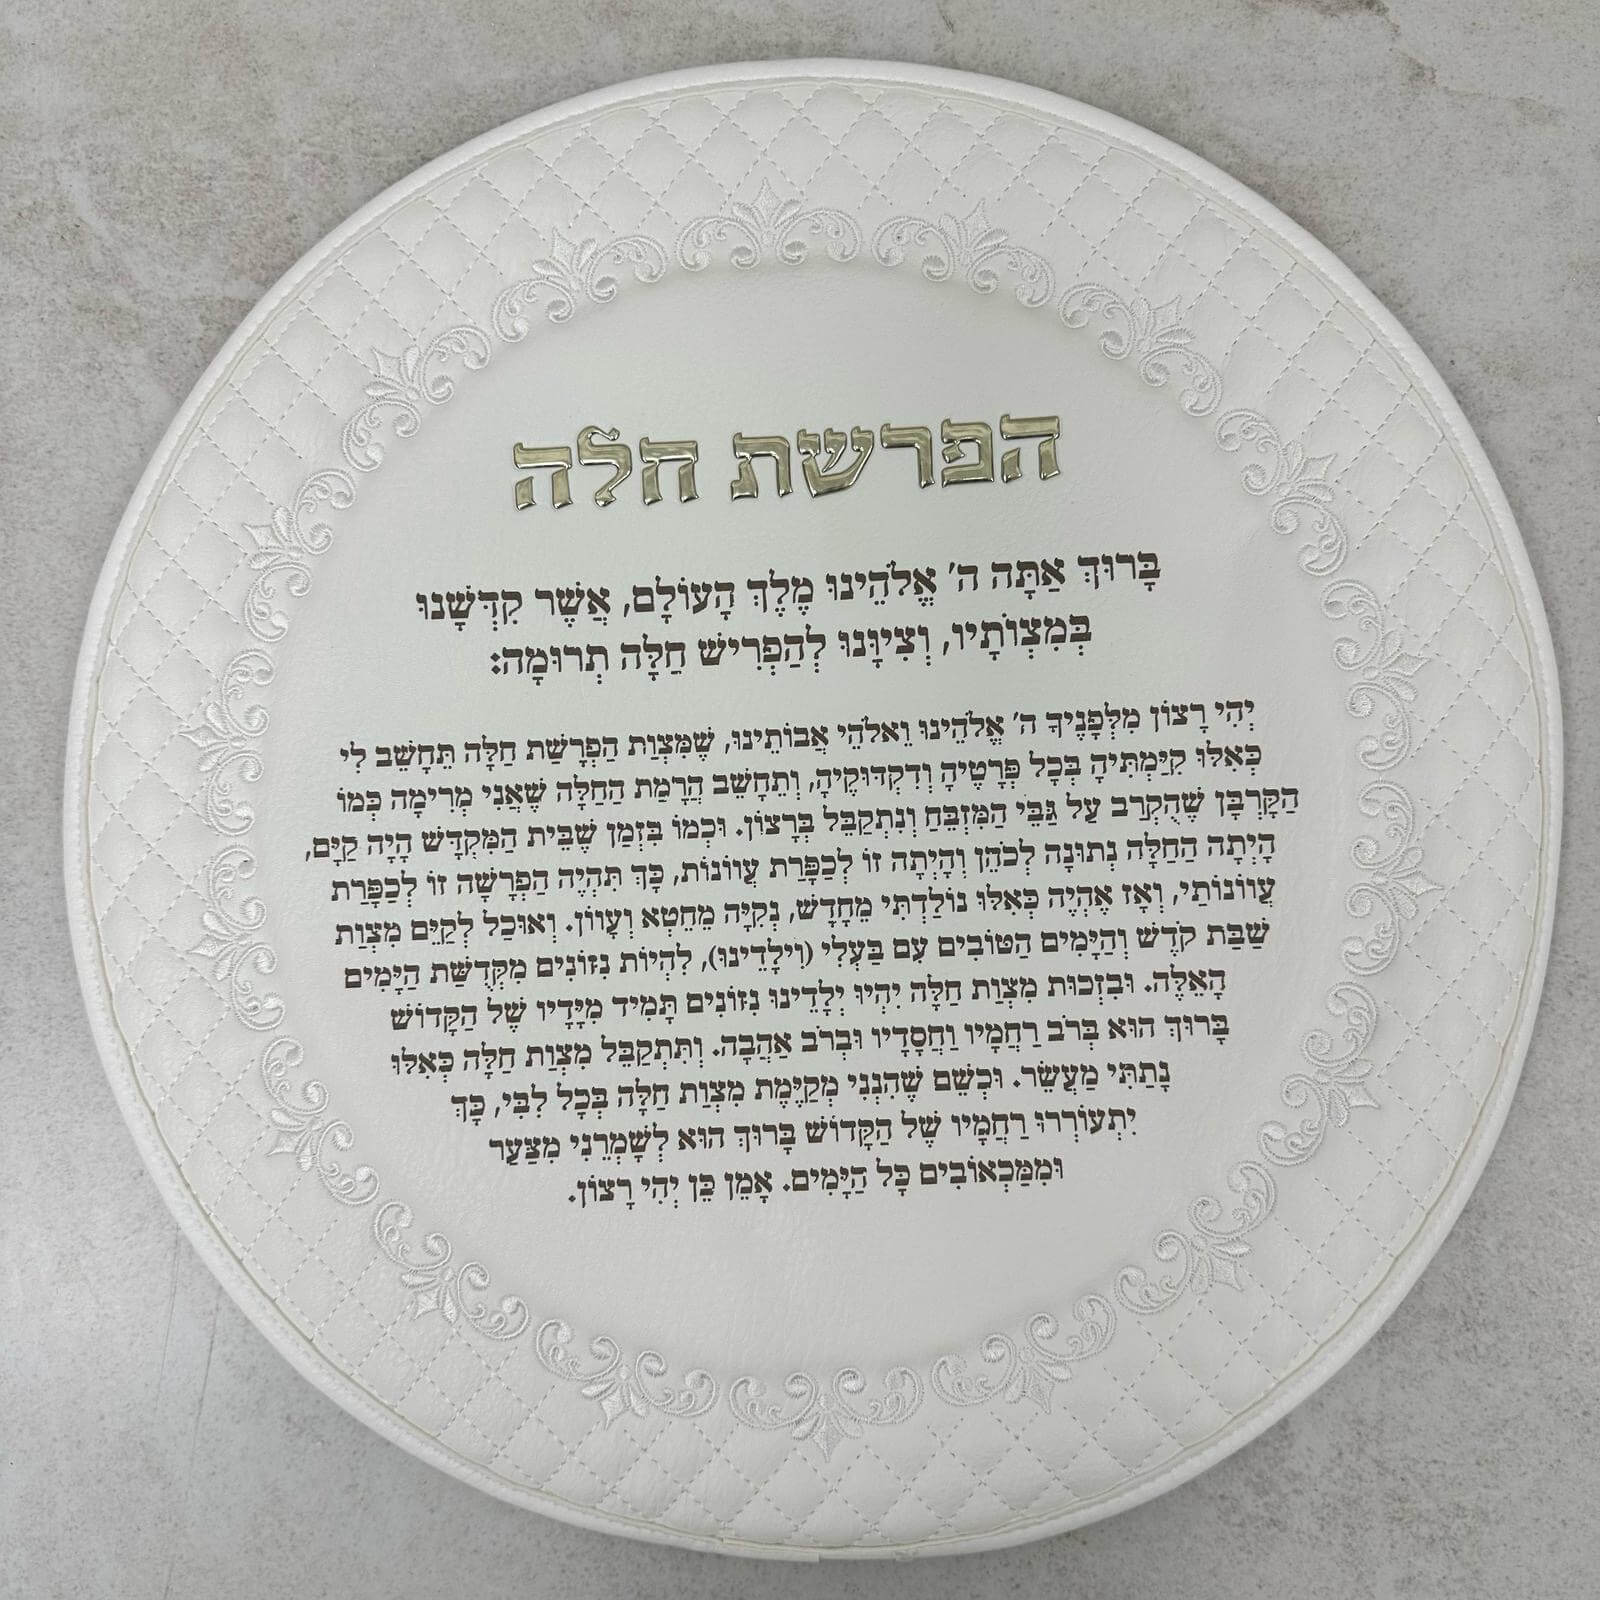 הפרשת חלה
בָּרוּךְ אַתָּה ה' אֱלֹהֵינוּ מֶלֶךְ הָעוֹלָם, אֲשֶׁר קִדְּשָׁנוּ
בְּמִצְוֹתָיו, וְצִיוָּנוּ לְהַפְרִישׁ חַלָּה תְּרוּמָה:
יְהִי רָצוֹן מִלְּפָנֶיךָ ה' אֱלֹהֵינוּ וֵאלֹהֵי אֲבוֹתֵינוּ, שֶׁמִּצְוַת הַפְרָשַׁת חַלָּה תֵּחָשֵׁב לִי
כְּאִלּוּ קִיַּמְתִּיהָ בְּכָל פְּרָטֶיהָ וְדִקְדּוּקֶיהָ, וְתֵחָשֵׁב הֲרָמַת הַחַלָּה שֶׁאֲנִי מְרִימָה כְּמוֹ
הַקָּרְבָּן שֶׁהֻקְרַב עַל גַּבֵּי הַמִּזְבֵּחַ וְנִתְקַבֵּל בְּרָצוֹן. וּכְמוֹ בִּזְמַן שֶׁבֵּית הַמִּקְדָּשׁ הָיָה קַיָּם,
הָיְתָה הַחַלָּה נְתוּנָה לְכֹהֵן וְהָיְתָה זוֹ לְכַפָּרַת עֲווֹנוֹת, כָּךְ תִּהְיֶה הַפְרָשָׁה זוֹ לְכַפָּרַת
עֲווֹנוֹתַי, וְאָז אֶהְיֶה כְּאִלּוּ נוֹלַדְתִּי מֵחָדָשׁ, נְקִיָּה מֵחֵטְא וְעָווֹן. וְאוּכַל לְקַיֵּם מִצְוַת
שַׁבַּת קֹדֶשׁ וְהַיָּמִים הַטּוֹבִים עִם בַּעְלִי (וִילָדֵינוּ), לִהְיוֹת נִזּוֹנִים מִקְּדֻשַּׁת הַיָּמִים
הָאֵלֶּה. וּבִזְכוּת מִצְוַת חַלָּה יִהְיוּ יְלָדֵינוּ נִזּוֹנִים תָּמִיד מִיָּדָיו שֶׁל הַקָּדוֹשׁ
בָּרוּךְ הוּא בְּרֹב רַחֲמָיו וַחֲסָדָיו וּבְרֹב אַהֲבָה. וְתִתְקַבֵּל מִצְוַת חַלָּה כְּאִלּוּ
נָתַתִּי מַעֲשֵׂר. וּכְשֵׁם שֶׁהִנְנִי מְקַיֶּמֶת מִצְוַת חַלָּה בְּכָל לִבִּי, כָּךְ
יִתְעוֹרְרוּ רַחֲמָיו שֶׁל הַקָּדוֹשׁ בָּרוּךְ הוּא לְשָׁמְרֵנִי מִצַּעַר
וּמִמַּכְאוֹבִים כָּל הַיָּמִים. אָמֵן כֵּן יְהִי רָצוֹן.